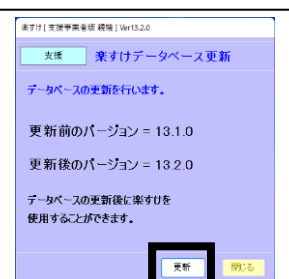 楽すけ [ 支援事業者版 親機 ] Ver13.2.0
支援 楽すけデータベース更新
データベースの更新を行います。
更新前のバージョン = 13.1.0
更新後のバージョン = 13.2.0
データベースの更新後に楽すけを
使用することができます。
更新 閉じる